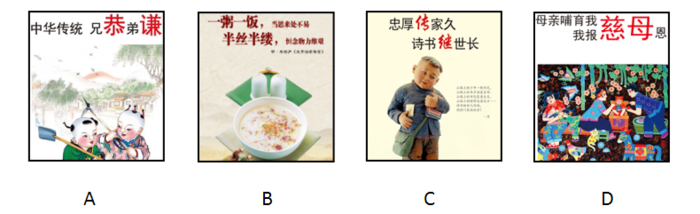 中华传统 兄恭弟谦
一粥一饭，当思来处不易
半丝半缕，恒念物力维艰
忠厚传家久
诗书继世长
母亲哺育我
我报慈母恩
A
B
C
D